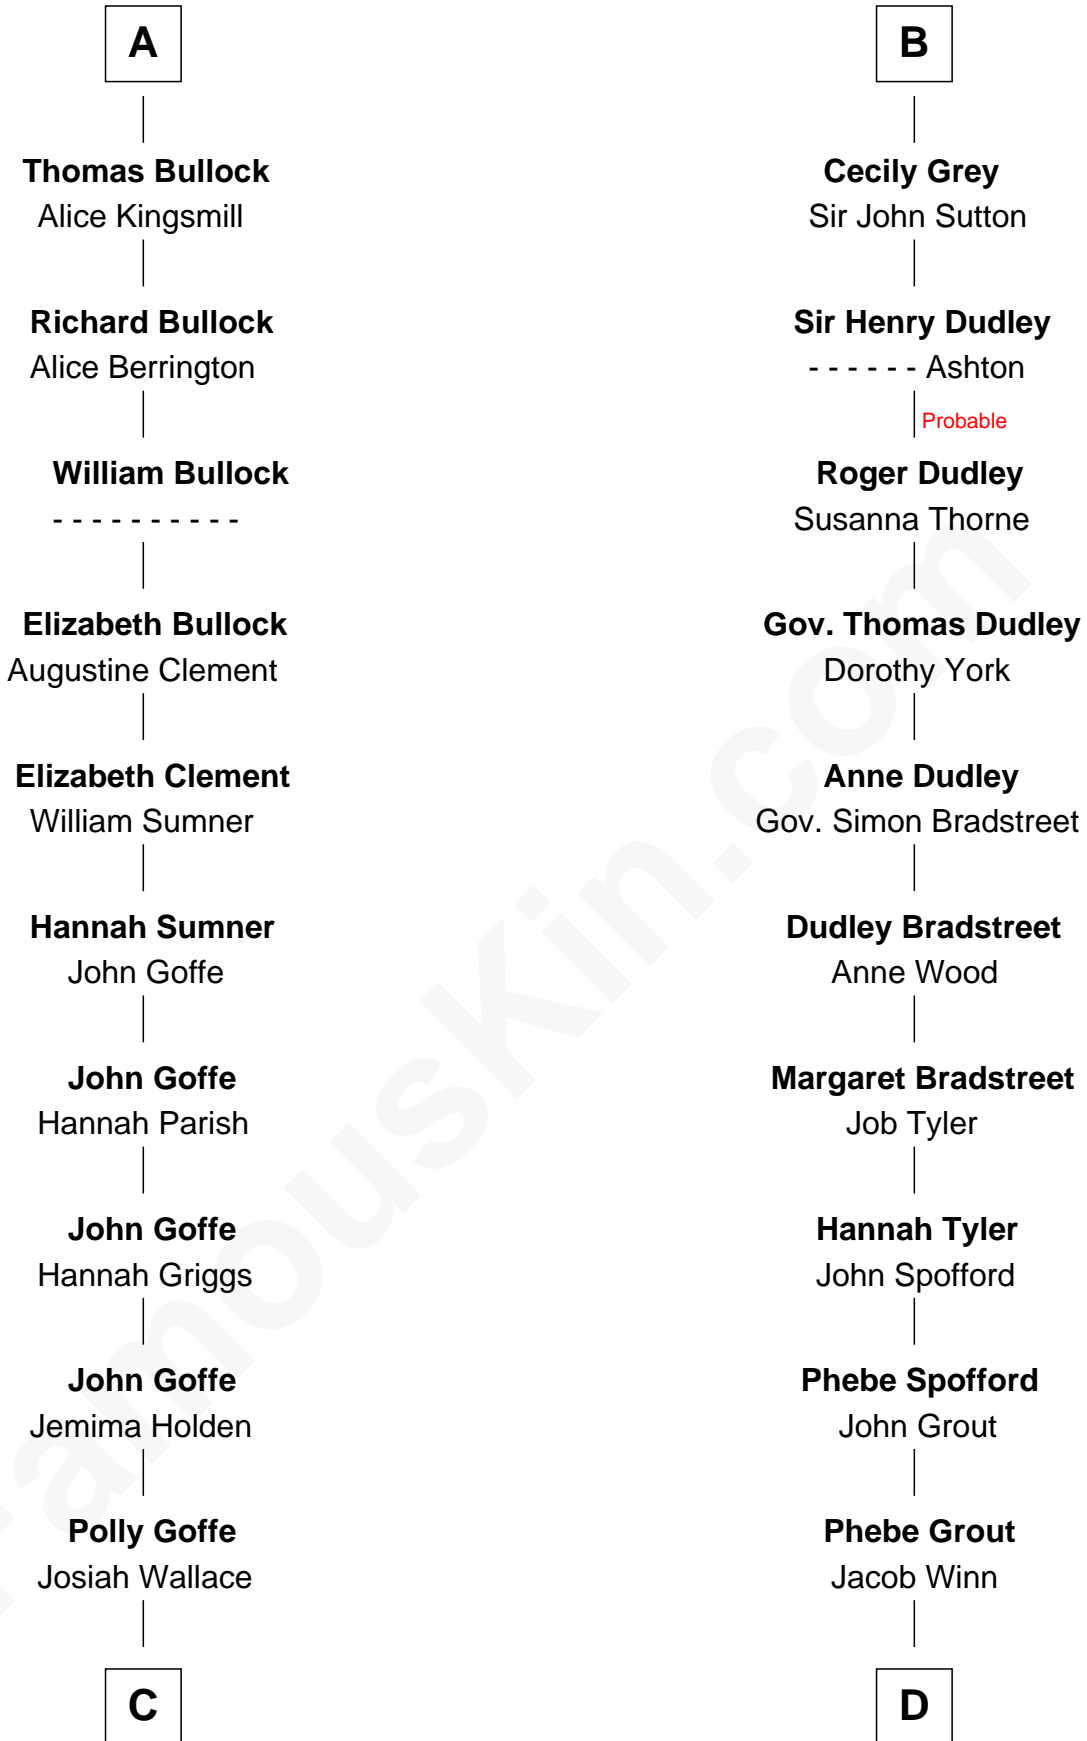 A
Thomas Bullock
Alice Kingsmill
Richard Bullock
Alice Berrington
William Bullock
- - - - - - - - - -
Elizabeth Bullock
Augustine Clement
Elizabeth Clement
William Sumner
Hannah Sumner
John Goffe
John Goffe
Hannah Parish
John Goffe
Hannah Griggs
John Goffe
Jemima Holden
Polly Goffe
Josiah Wallace
C
B
Cecily Grey
Sir John Sutton
Sir Henry Dudley
- - - - - - Ashton
Probable
Roger Dudley
Susanna Thorne
Gov. Thomas Dudley
Dorothy York
Anne Dudley
Gov. Simon Bradstreet
Dudley Bradstreet
Anne Wood
Margaret Bradstreet
Job Tyler
Hannah Tyler
John Spofford
Phebe Spofford
John Grout
Phebe Grout
Jacob Winn
D
FamousKin.com